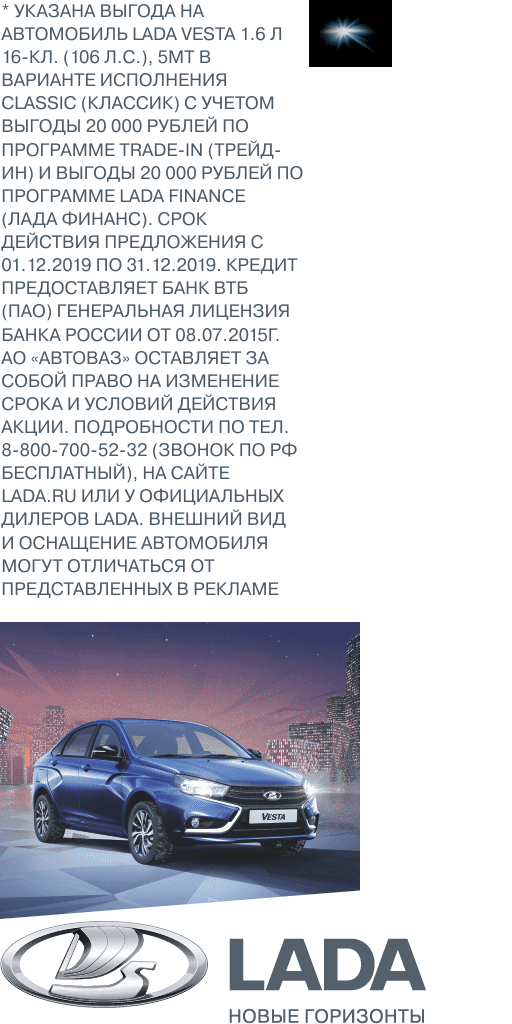 * УКАЗАНА ВЫГОДА НА
АВТОМОБИЛЬ LADA VESTA 1.6 Л
16-КЛ. (106 Л.С.), 5МТ В
ВАРИАНТЕ ИСПОЛНЕНИЯ
CLASSIC (КЛАССИК) С УЧЕТОМ
ВЫГОДЫ 20 000 РУБЛЕЙ ПО
ПРОГРАММЕ TRADE-IN (ТРЕЙД-
ИН) И ВЫГОДЫ 20 000 РУБЛЕЙ ПО
ПРОГРАММЕ LADA FINANCE
(ЛАДА ФИНАНС). СРОК
ДЕЙСТВИЯ ПРЕДЛОЖЕНИЯ С
01.12.2019 ПО 31.12.2019. КРЕДИТ
ПРЕДОСТАВЛЯЕТ БАНК ВТБ
(ПАО) ГЕНЕРАЛЬНАЯ ЛИЦЕНЗИЯ
БАНКА РОССИИ ОТ 08.07.2015Г.
АО «АВТОВАЗ» ОСТАВЛЯЕТ ЗА
СОБОЙ ПРАВО НА ИЗМЕНЕНИЕ
СРОКА И УСЛОВИЙ ДЕЙСТВИЯ
АКЦИИ. ПОДРОБНОСТИ ПО ТЕЛ.
8-800-700-52-32 (ЗВОНОК ПО РФ
БЕСПЛАТНЫЙ), НА САЙТЕ
LADA.RU ИЛИ У ОФИЦИАЛЬНЫХ
ДИЛЕРОВ LADA. ВНЕШНИЙ ВИД
И ОСНАЩЕНИЕ АВТОМОБИЛЯ
МОГУТ ОТЛИЧАТЬСЯ ОТ
ПРЕДСТАВЛЕННЫХ В РЕКЛАМЕ
VESTA
LADA
НОВЫЕ ГОРИЗОНТЫ